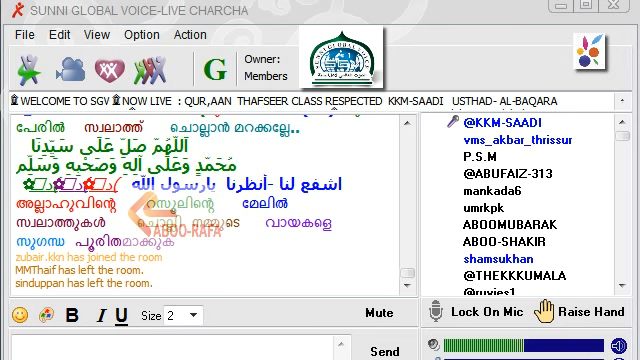 SUNNI GLOBAL VOICE-LIVE CHARCHA
File Edit View Option Action
G Owner:
Members
WELCOME TO SGV NOW LIVE : QUR,AAN THAFSEER CLASS RESPECTED KKM-SAADI USTHAD- AL-BAQARA
പേരിൽ സ്വലാത്ത് ചൊല്ലാൻ മറക്കല്ലേ..
اَللّٰهُمَّ صَلِّ عَلَى سَيِّدِنَا
مُحَمَّدٍ وَعَلَى آلِهِ وَصَحْبِهِ وَسَلِّمْ
اشفع لنا -أنظرنا يارسول الله
അല്ലാഹുവിന്റെ റസൂലിന്റെ മേലിൽ
സ്വലാത്തുകൾ ചൊല്ലി നമ്മുടെ വായകളെ
ABOO-RAFA
സുഗന്ധ പൂരിതമാക്കുക
zubair.kkn has joined the room
MMThaif has left the room.
sinduppan has left the room.
@KKM-SAADI
vms_akbar_thrissur
P.S.M
@ABUFAIZ-313
mankada6
umrkpk
ABOOMUBARAK
ABOO-SHAKIR
shamsukhan
@THEKKKUMALA
@ruvies1
B I U Size 2 Mute
Lock On Mic Raise Hand
Send